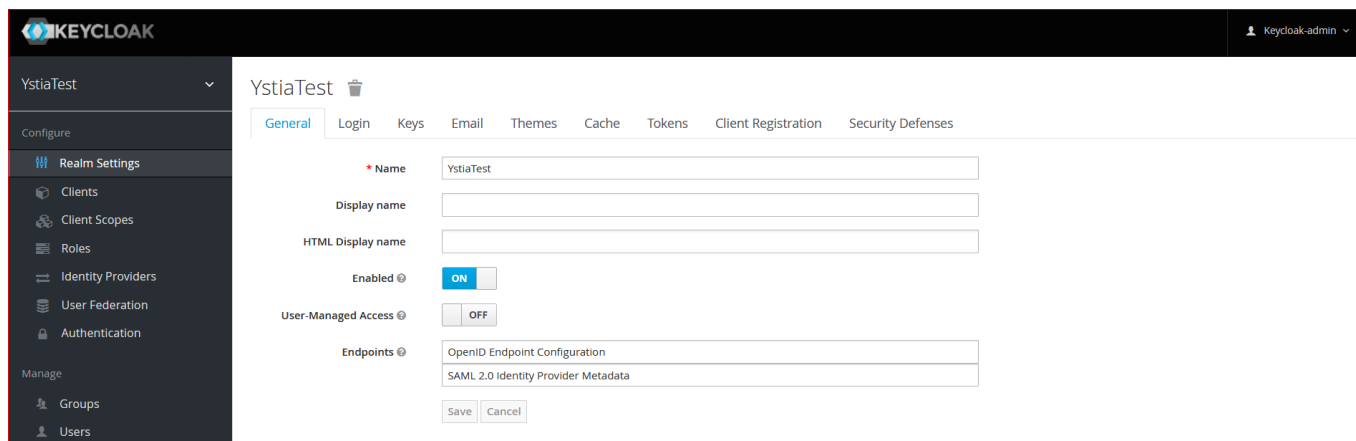 KEYCLOAK
Keycloak-admin
YstiaTest
Configure
Realm Settings
Clients
Client Scopes
Roles
Identity Providers
User Federation
Authentication
Manage
Groups
Users
YstiaTest
General Login Keys Email Themes Cache Tokens Client Registration Security Defenses
* Name YstiaTest
Display name
HTML Display name
Enabled ON
User-Managed Access OFF
Endpoints OpenID Endpoint Configuration
SAML 2.0 Identity Provider Metadata
Save Cancel